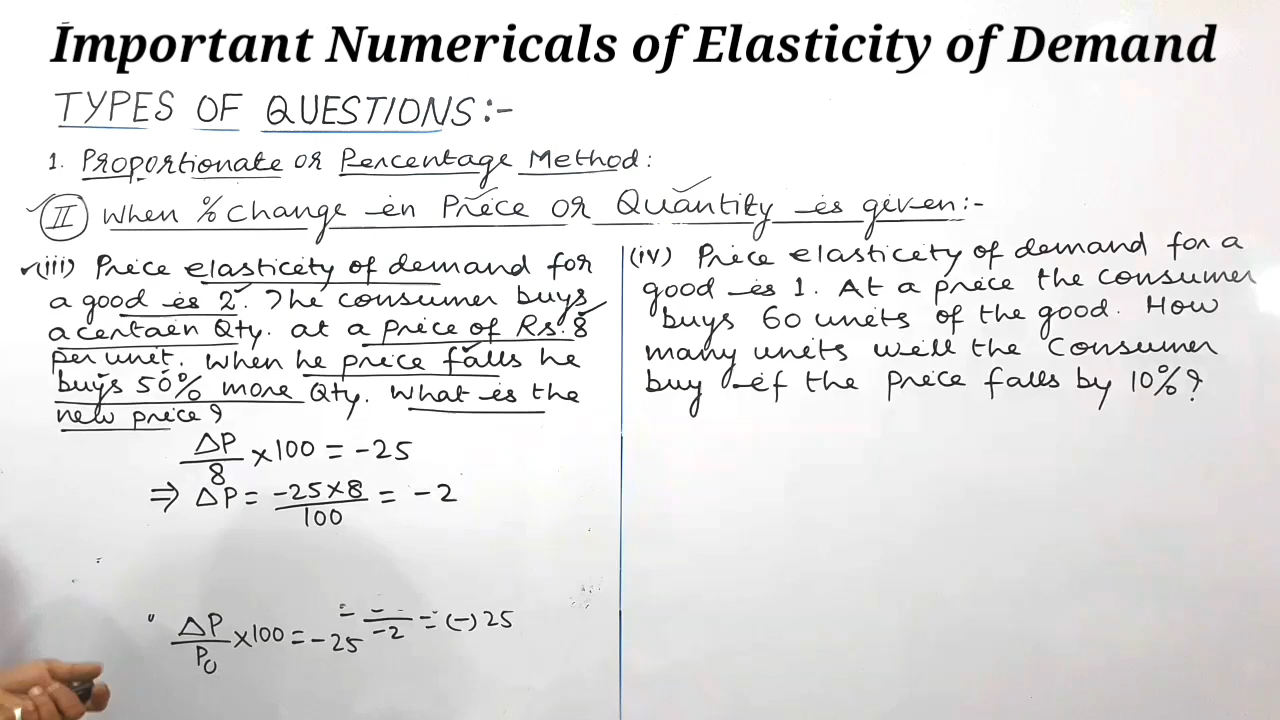 Important Numericals of Elasticity of Demand
TYPES OF QUESTIONS:-
1. Proportionate or Percentage Method:
II When % change in Price or Quantity is given:-
(iii) Price elasticity of demand for
a good is 2. The consumer buys
a certain Qty. at a price of Rs. 8
per unit. When he price falls he
buys 50% more Qty. What is the
new price?
ΔP/8 ×100 = -25
⇒ ΔP = -25×8/100 = -2
= /-2 = (-) 25
ΔP/P0 ×100 = -25
(iv) Price elasticity of demand for a
good is 1. At a price the consumer
buys 60 units of the good. How
many units will the consumer
buy if the price falls by 10%?